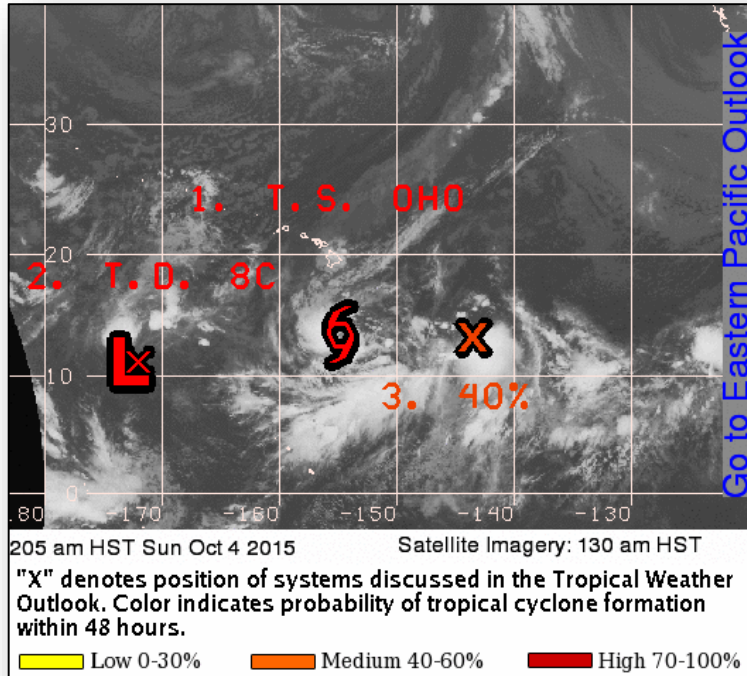 Go to Eastern Pacific Outlook
30
1. T.S. OHO
20
2. T.D. 8C
L
X
X
10
3. 40%
0
.80 -170 -160 -150 -140 -130
205 am HST Sun Oct 4 2015 Satellite Imagery: 130 am HST
"X" denotes position of systems discussed in the Tropical Weather
Outlook. Color indicates probability of tropical cyclone formation
within 48 hours.
Low 0-30% Medium 40-60% High 70-100%